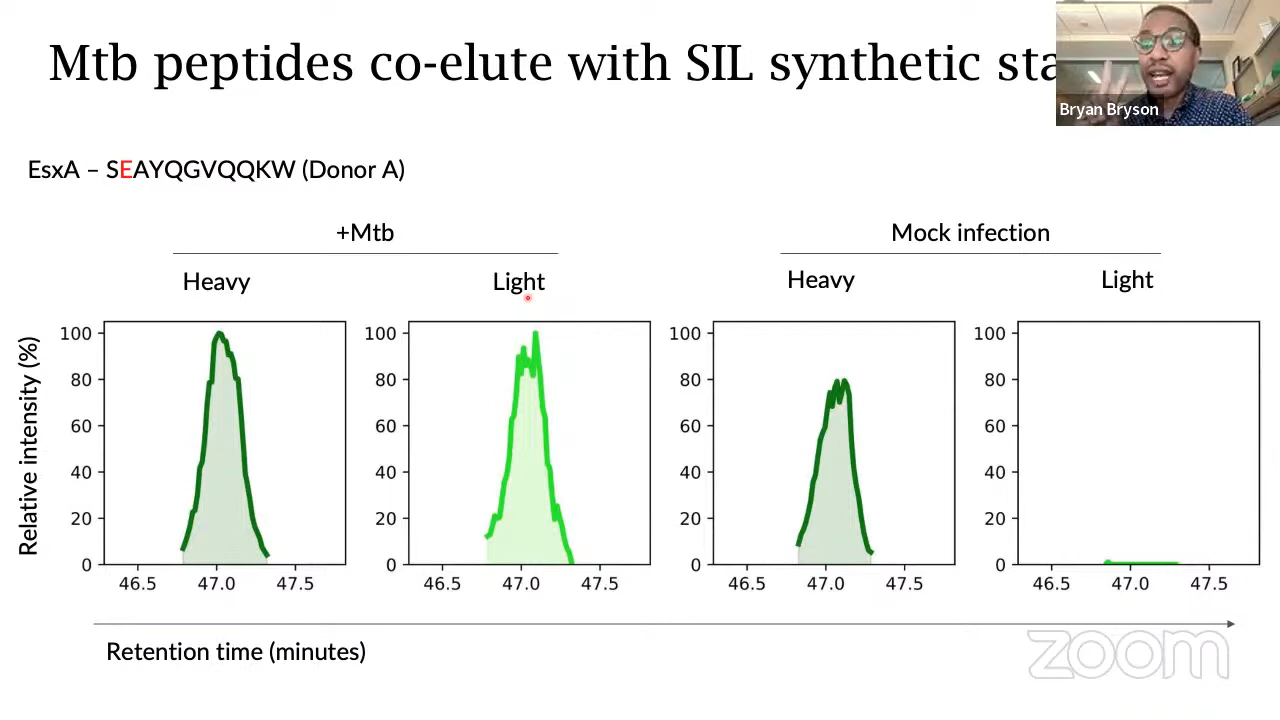 Mtb peptides co-elute with SIL synthetic sta
Bryan Bryson
EsxA – SEAYQGVQQKW (Donor A)
+Mtb
Mock infection
Heavy
Light
Heavy
Light
Relative intensity (%)
100
80
60
40
20
0
46.5 47.0 47.5
100
80
60
40
20
0
46.5 47.0 47.5
100
80
60
40
20
0
46.5 47.0 47.5
100
80
60
40
20
0
46.5 47.0 47.5
Retention time (minutes)
zoom